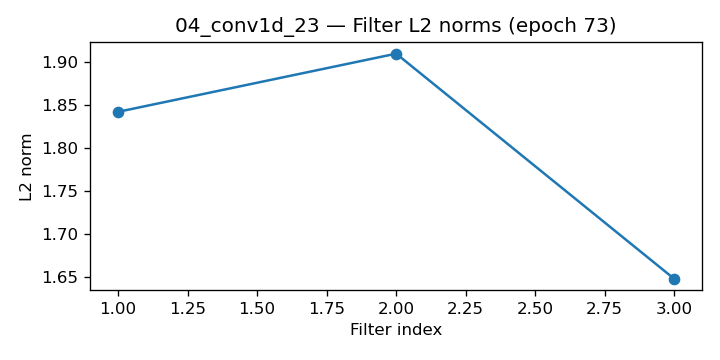 04_conv1d_23 — Filter L2 norms (epoch 73)
L2 norm
1.90
1.85
1.80
1.75
1.70
1.65
1.00 1.25 1.50 1.75 2.00 2.25 2.50 2.75 3.00
Filter index